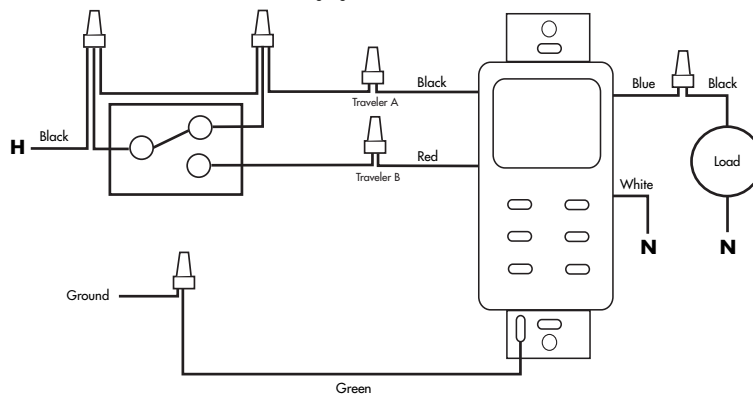 Black
Blue
Black
Traveler A
H
Black
Red
Load
Traveler B
White
N
N
Ground
Green